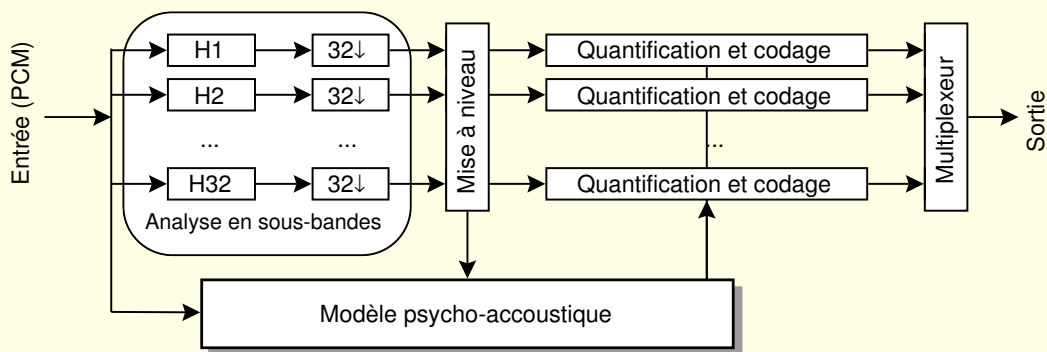 Entrée (PCM)
H1
32↓
Quantification et codage
H2
32↓
Quantification et codage
...
...
...
H32
32↓
Quantification et codage
Mise à niveau
Multiplexeur
Sortie
Analyse en sous-bandes
Modèle psycho-accoustique